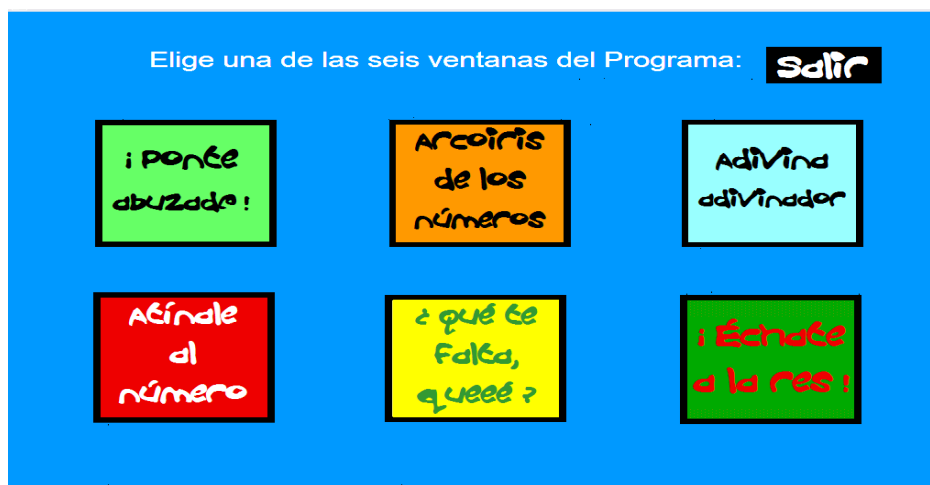 Elige una de las seis ventanas del Programa:
Salir
¡ Ponte
abuzado !
Arcoiris
de los
números
Adivina
adivinador
Atínale
al
número
¿ qué te
Falta,
queeé ?
¡ Échate
a la res !